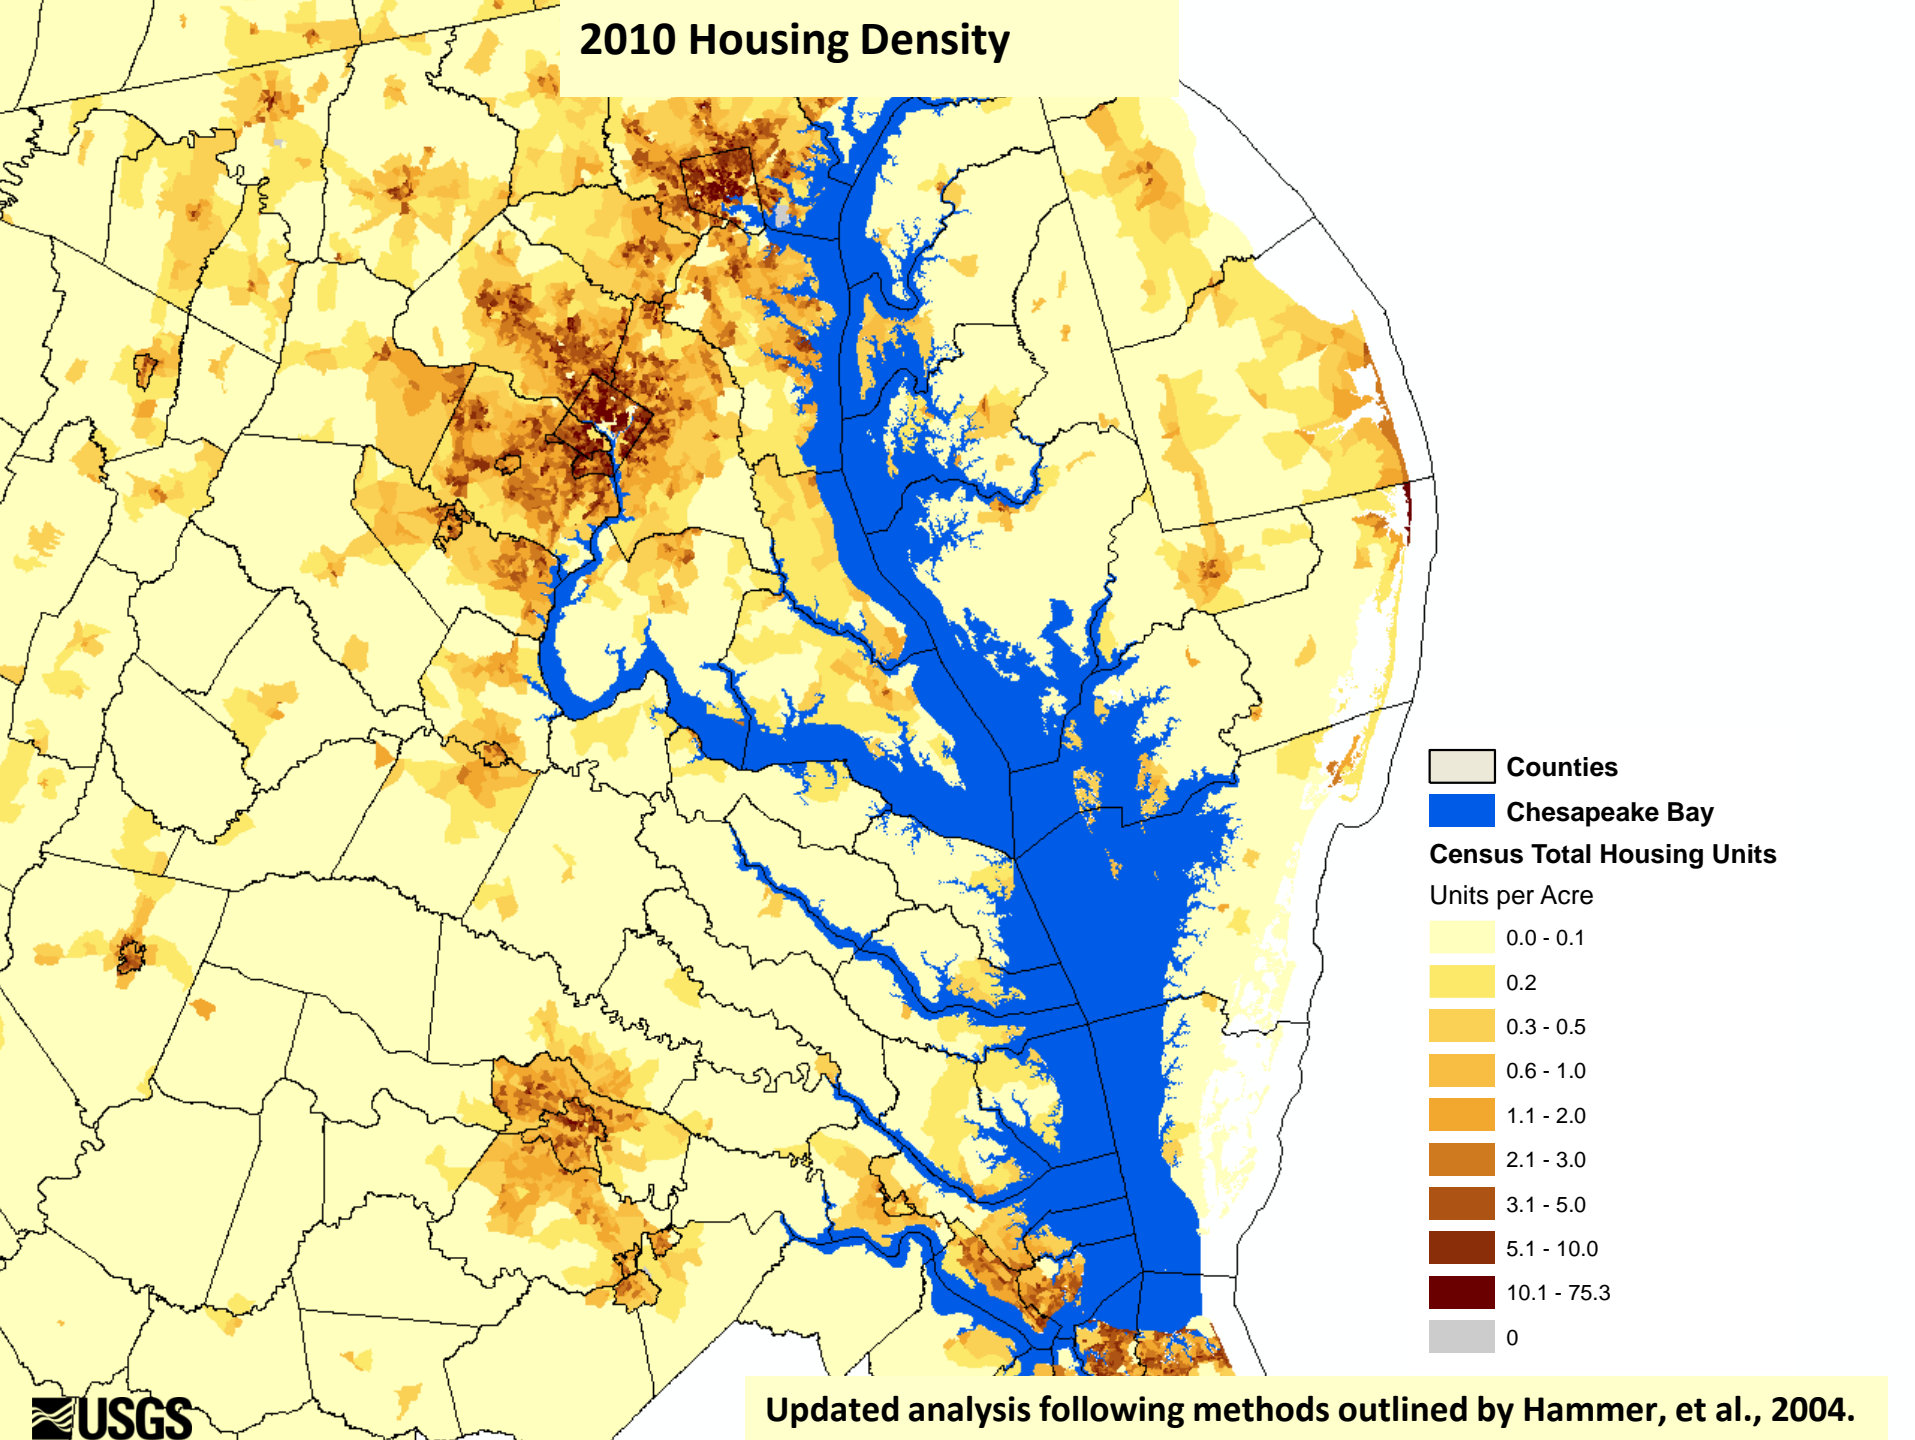 2010 Housing Density
Counties
Chesapeake Bay
Census Total Housing Units
Units per Acre
0.0 - 0.1
0.2
0.3 - 0.5
0.6 - 1.0
1.1 - 2.0
2.1 - 3.0
3.1 - 5.0
5.1 - 10.0
10.1 - 75.3
0
USGS
Updated analysis following methods outlined by Hammer, et al., 2004.